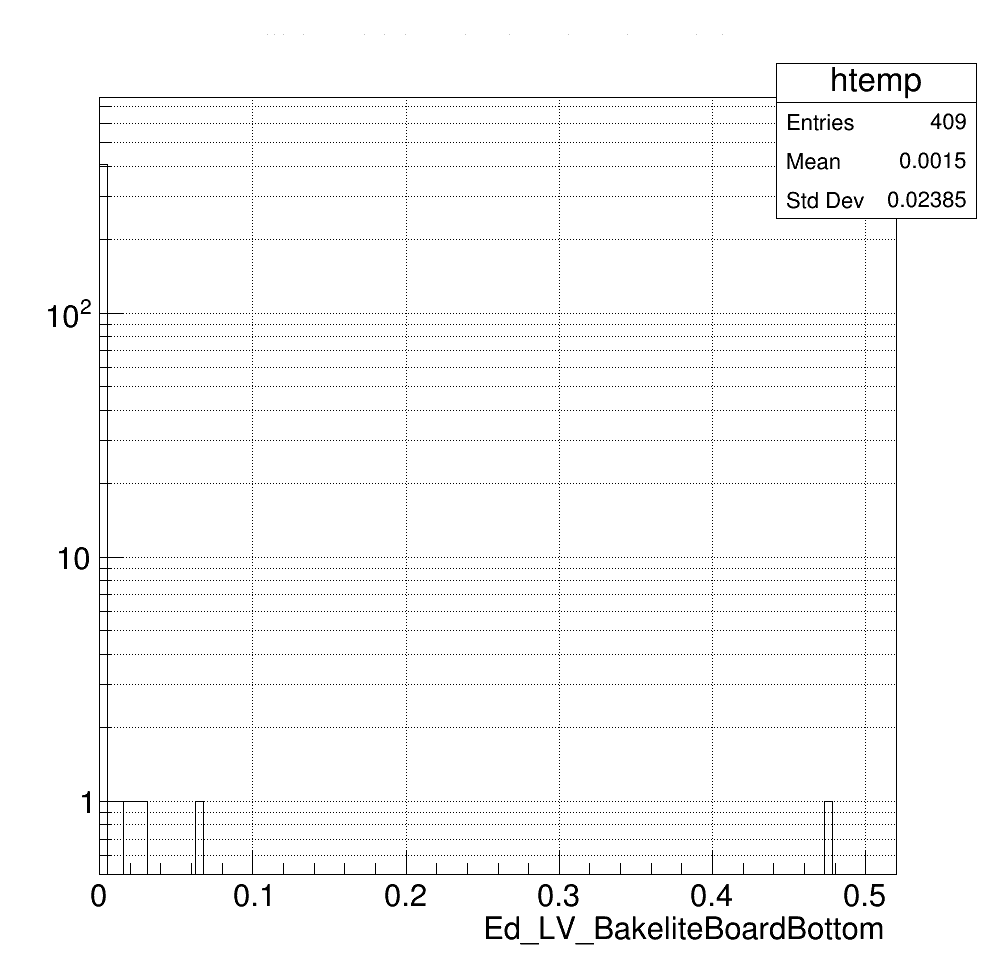 htemp
Entries 409
Mean 0.0015
Std Dev 0.02385
10²
10
1
0 0.1 0.2 0.3 0.4 0.5
Ed_LV_BakeliteBoardBottom